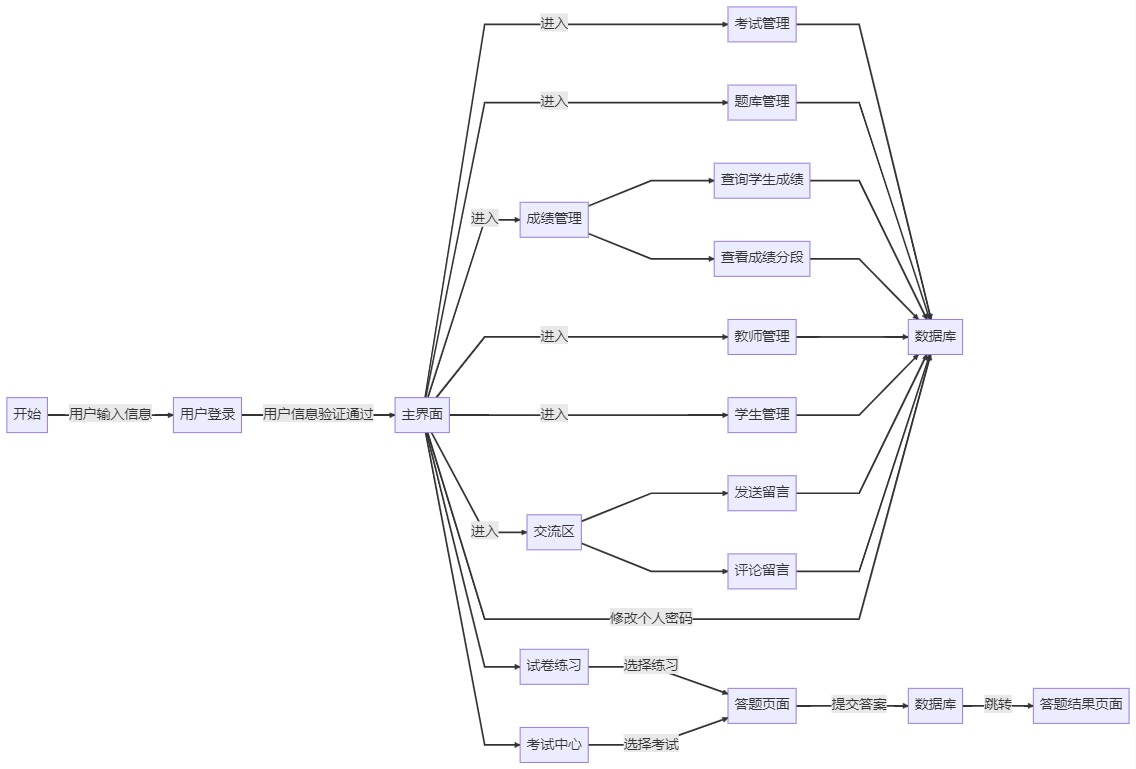 进入
考试管理
进入
题库管理
查询学生成绩
进入
成绩管理
查看成绩分段
进入
教师管理
数据库
开始
用户输入信息
用户登录
用户信息验证通过
主界面
进入
学生管理
发送留言
进入
交流区
评论留言
修改个人密码
试卷练习
选择练习
答题页面
提交答案
数据库
跳转
答题结果页面
考试中心
选择考试